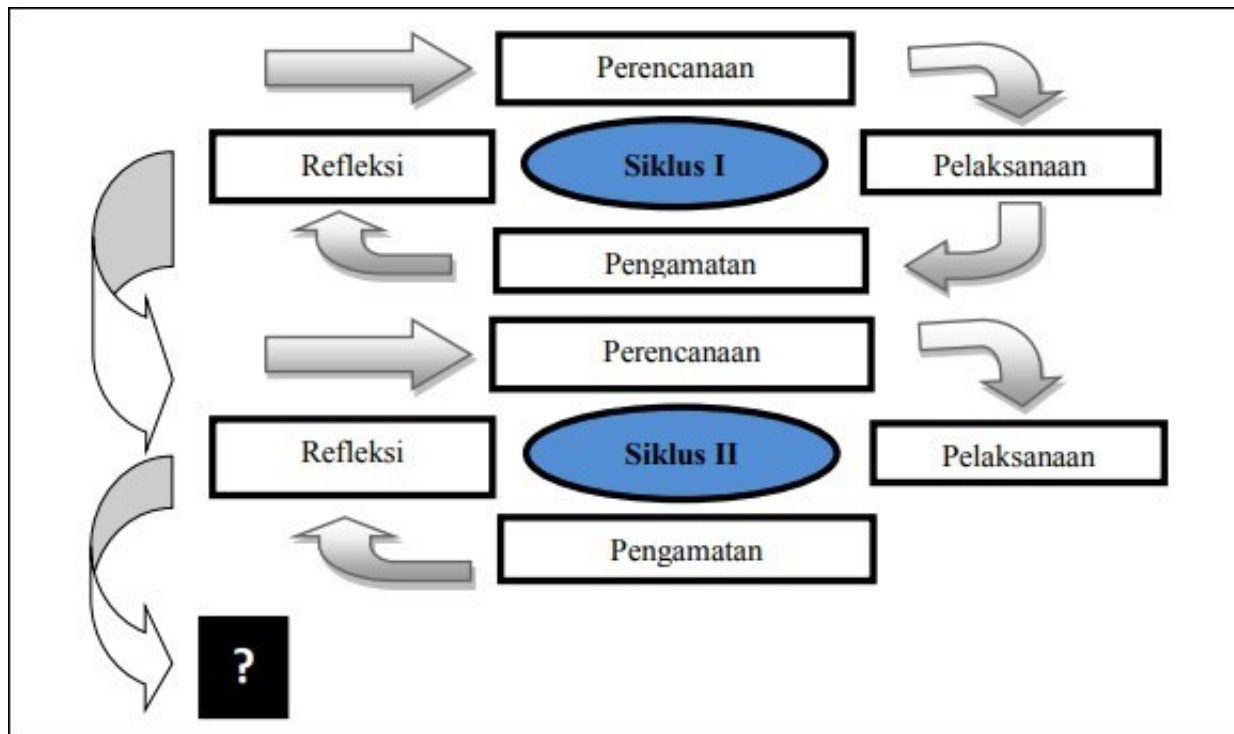 Perencanaan
Refleksi
Siklus I
Pelaksanaan
Pengamatan
Perencanaan
Refleksi
Siklus II
Pelaksanaan
Pengamatan
?